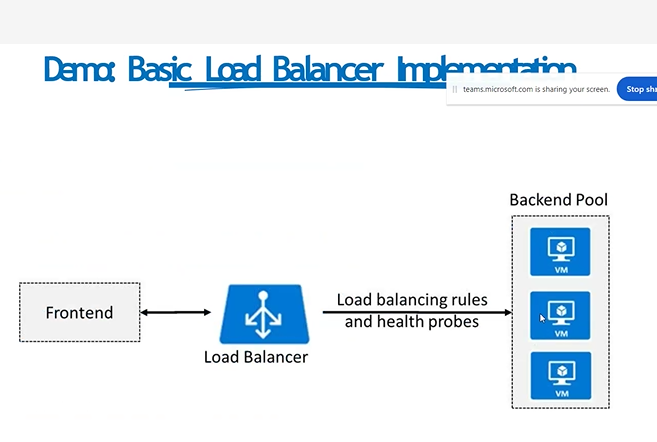 Demo: Basic Load Balancer Implementation
teams.microsoft.com is sharing your screen.
Stop sha
Backend Pool
VM
Frontend
Load balancing rules
and health probes
VM
Load Balancer
VM